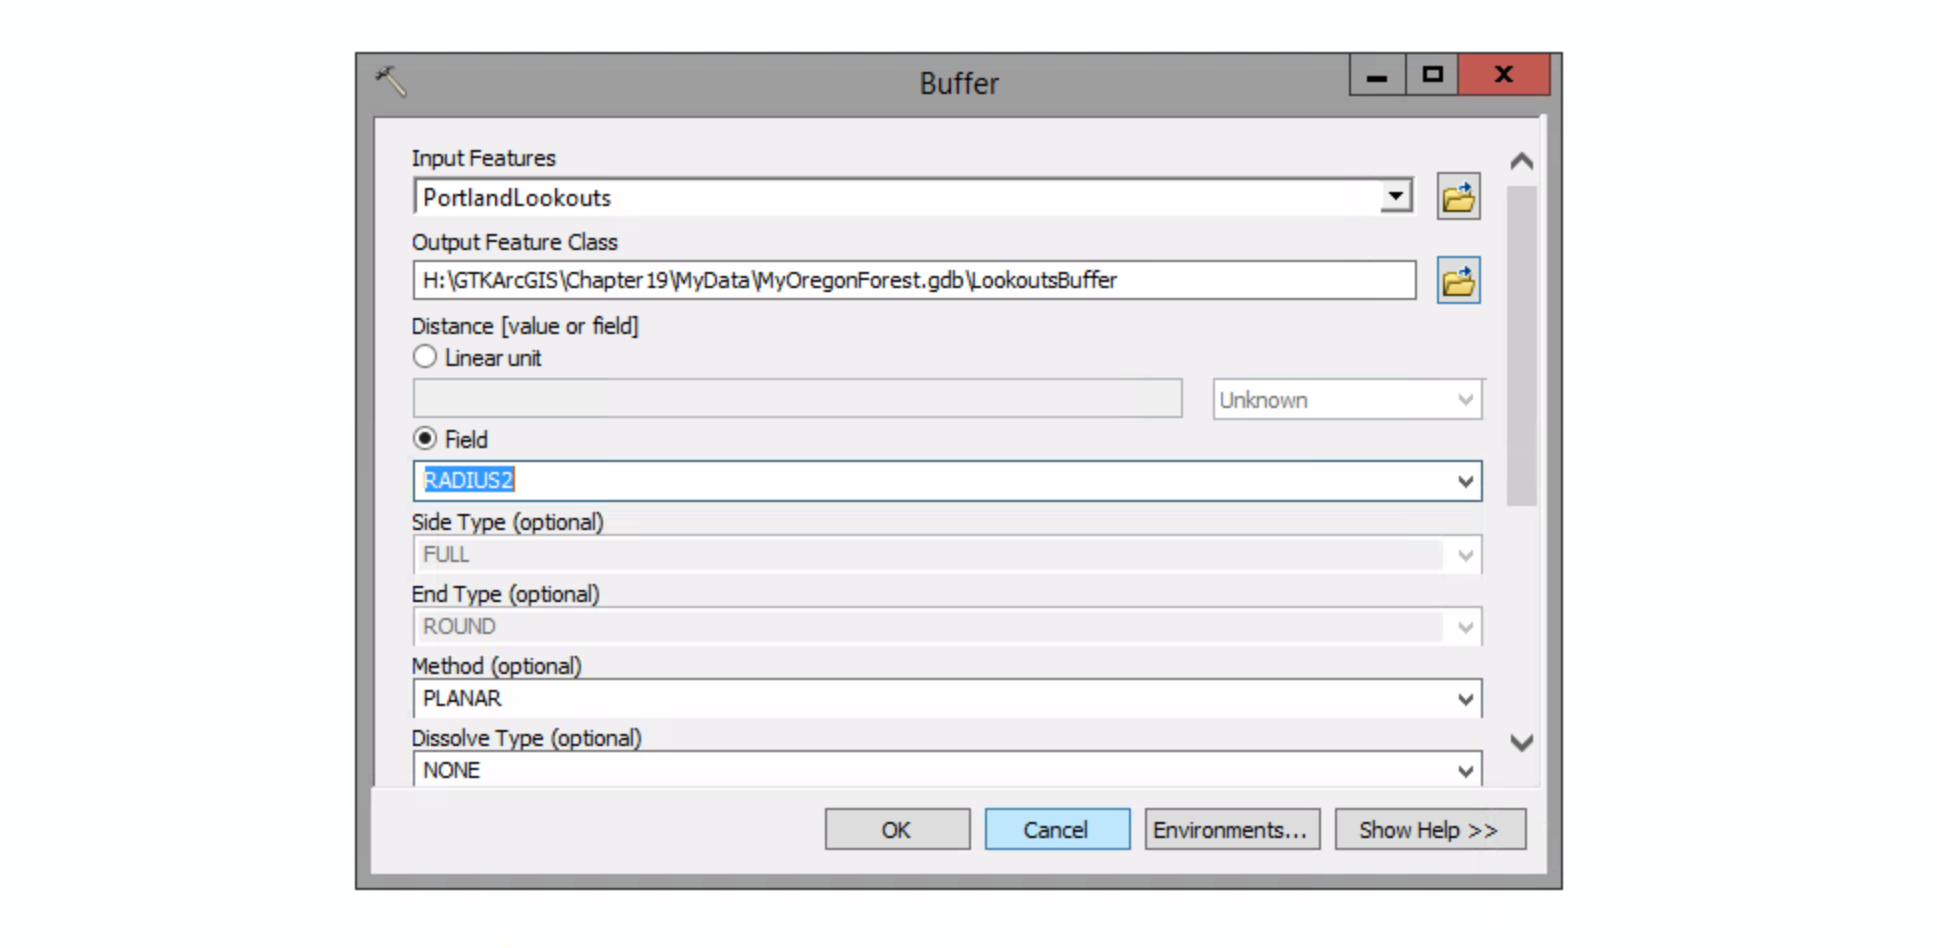 Buffer
Input Features
PortlandLookouts
Output Feature Class
H:\GTKArcGIS\Chapter19\MyData\MyOregonForest.gdb\LookoutsBuffer
Distance [value or field]
Linear unit
Unknown
Field
RADIUS2
Side Type (optional)
FULL
End Type (optional)
ROUND
Method (optional)
PLANAR
Dissolve Type (optional)
NONE
OK Cancel Environments... Show Help >>